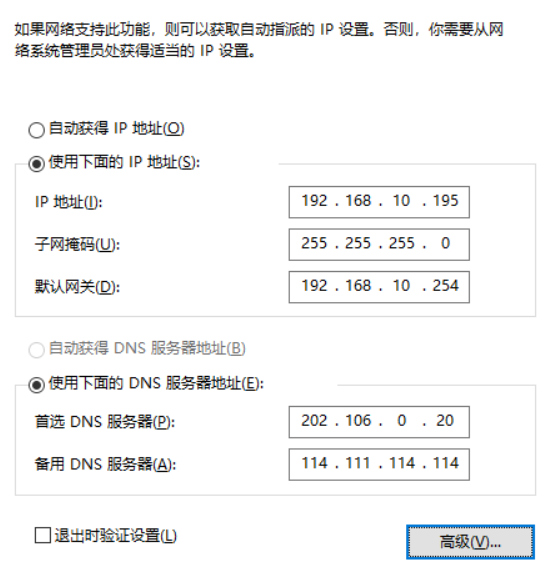 如果网络支持此功能，则可以获取自动指派的 IP 设置。否则，你需要从网
络系统管理员处获得适当的 IP 设置。
自动获得 IP 地址(O)
使用下面的 IP 地址(S):
IP 地址(I): 192 . 168 . 10 . 195
子网掩码(U): 255 . 255 . 255 . 0
默认网关(D): 192 . 168 . 10 . 254
自动获得 DNS 服务器地址(B)
使用下面的 DNS 服务器地址(E):
首选 DNS 服务器(P): 202 . 106 . 0 . 20
备用 DNS 服务器(A): 114 . 111 . 114 . 114
退出时验证设置(L)
高级(V)...